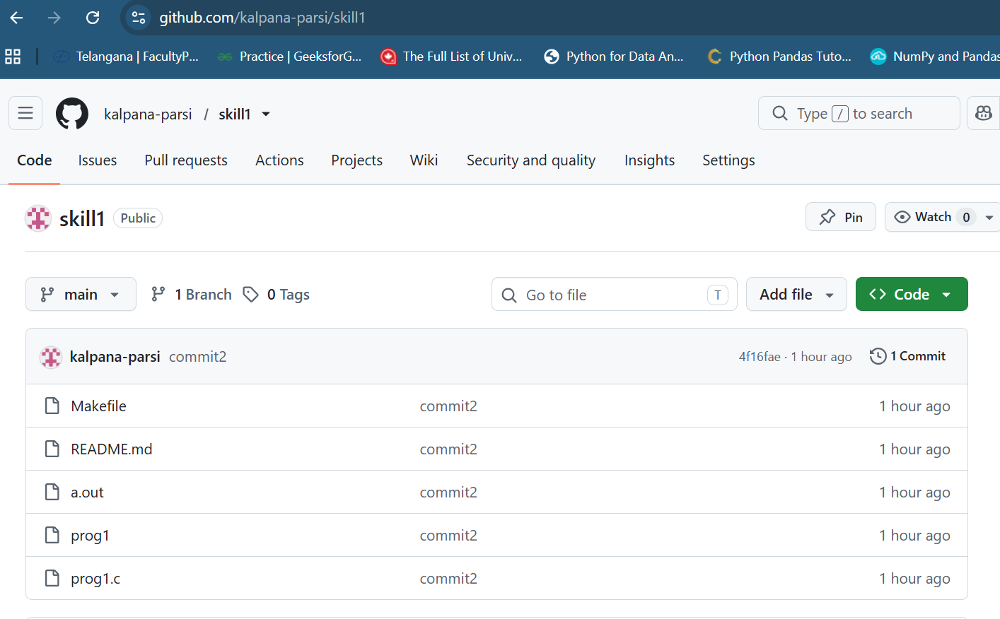 github.com/kalpana-parsi/skill1
Telangana | FacultyP... Practice | GeeksforG... The Full List of Univ... Python for Data An... Python Pandas Tuto... NumPy and Pandas
kalpana-parsi / skill1 Type / to search
Code Issues Pull requests Actions Projects Wiki Security and quality Insights Settings
skill1 Public Pin Watch 0
main 1 Branch 0 Tags Go to file T Add file Code
kalpana-parsi commit2 4f16fae · 1 hour ago 1 Commit
Makefile commit2 1 hour ago
README.md commit2 1 hour ago
a.out commit2 1 hour ago
prog1 commit2 1 hour ago
prog1.c commit2 1 hour ago